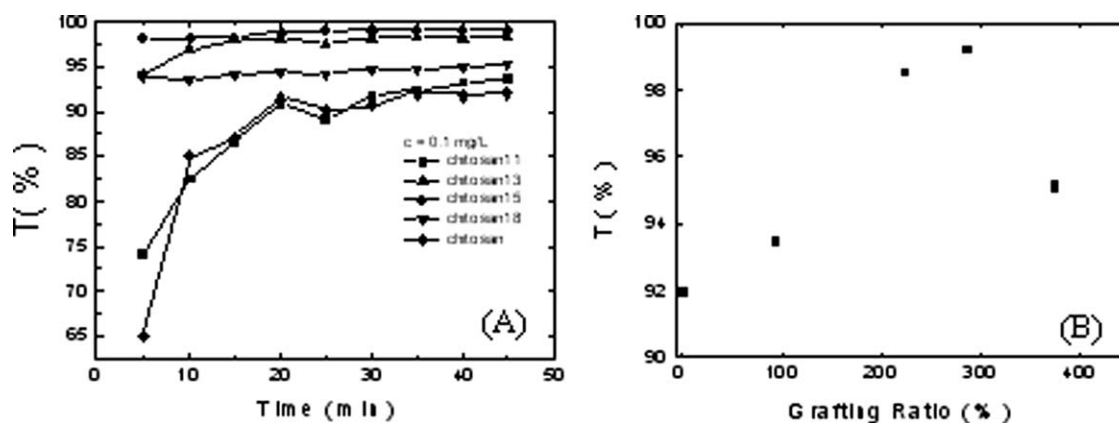 100
95
90
85
80
75
70
65
T(%)
0 10 20 30 40 50
Time (min)
c = 0.1 mg/L
chitosan11
chitosan13
chitosan15
chitosan18
chitosan
(A)
100
98
96
94
92
90
T(%)
0 100 200 300 400
Grafting Ratio (%)
(B)